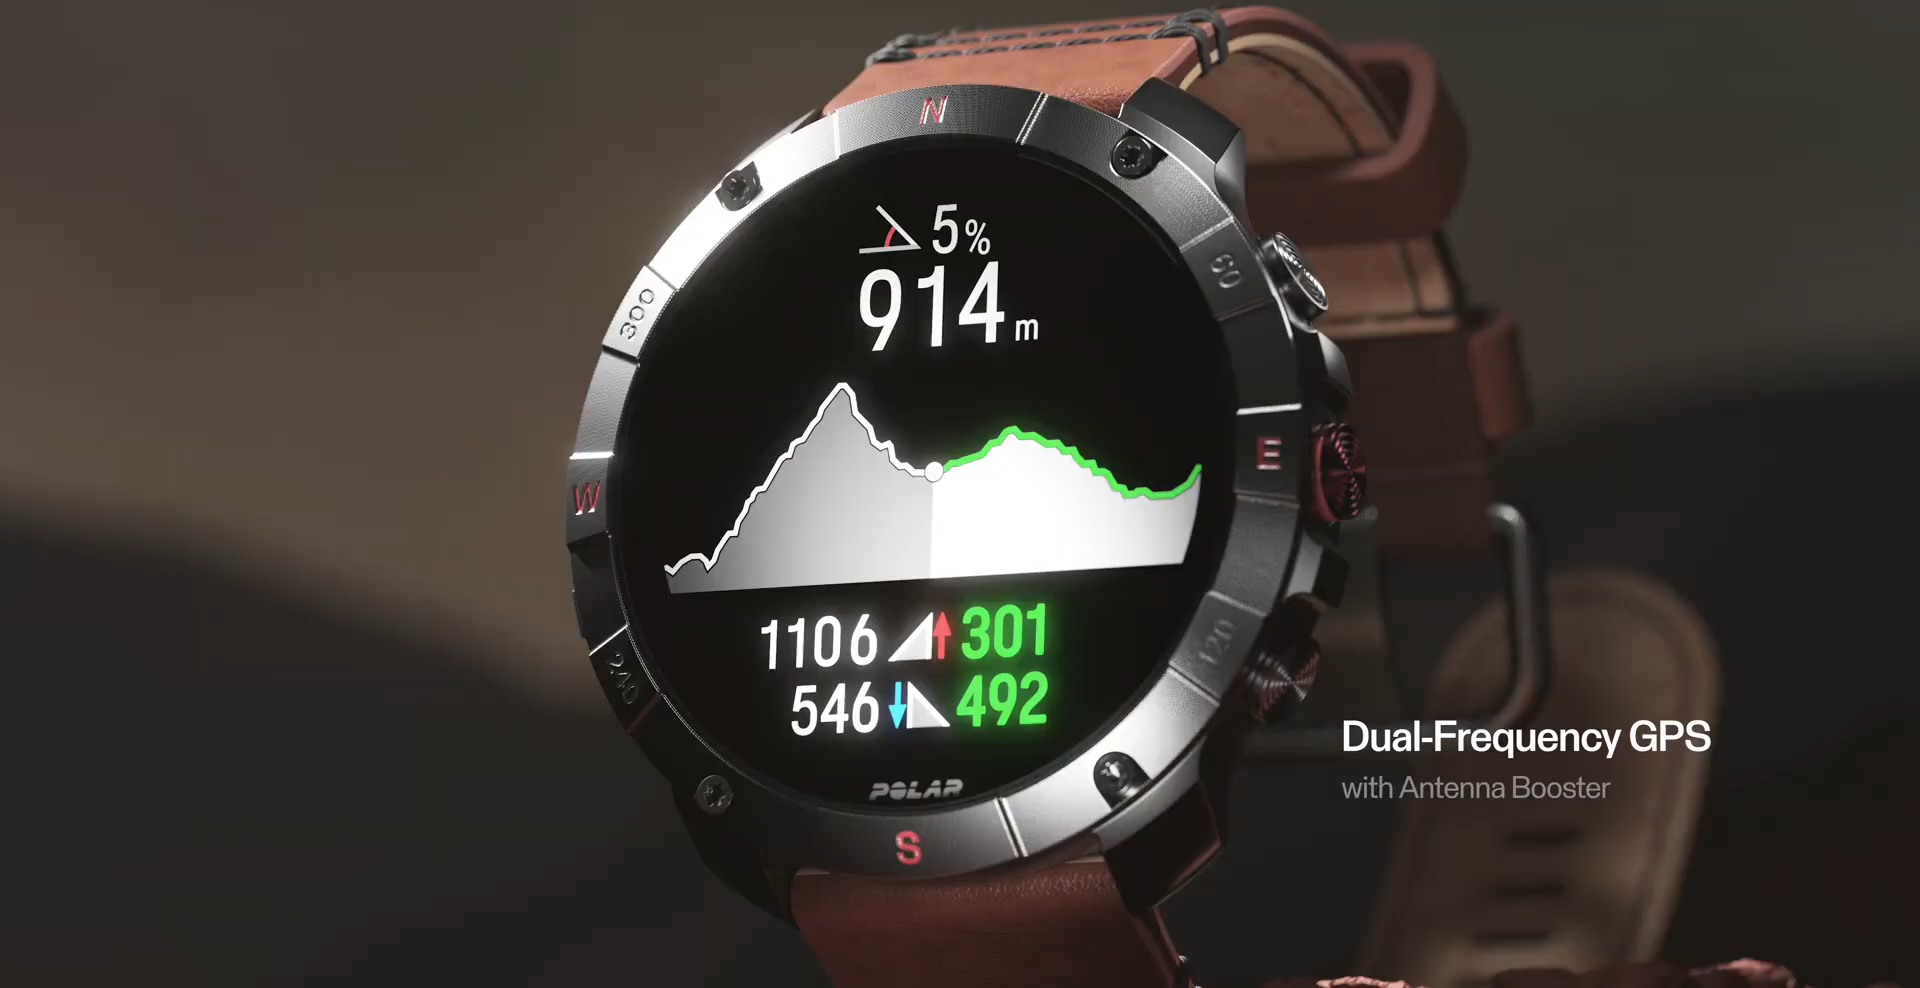 N
5%
914 m
300
60
W
E
1106 301
546 492
240
120
POLAR
S
Dual-Frequency GPS
with Antenna Booster